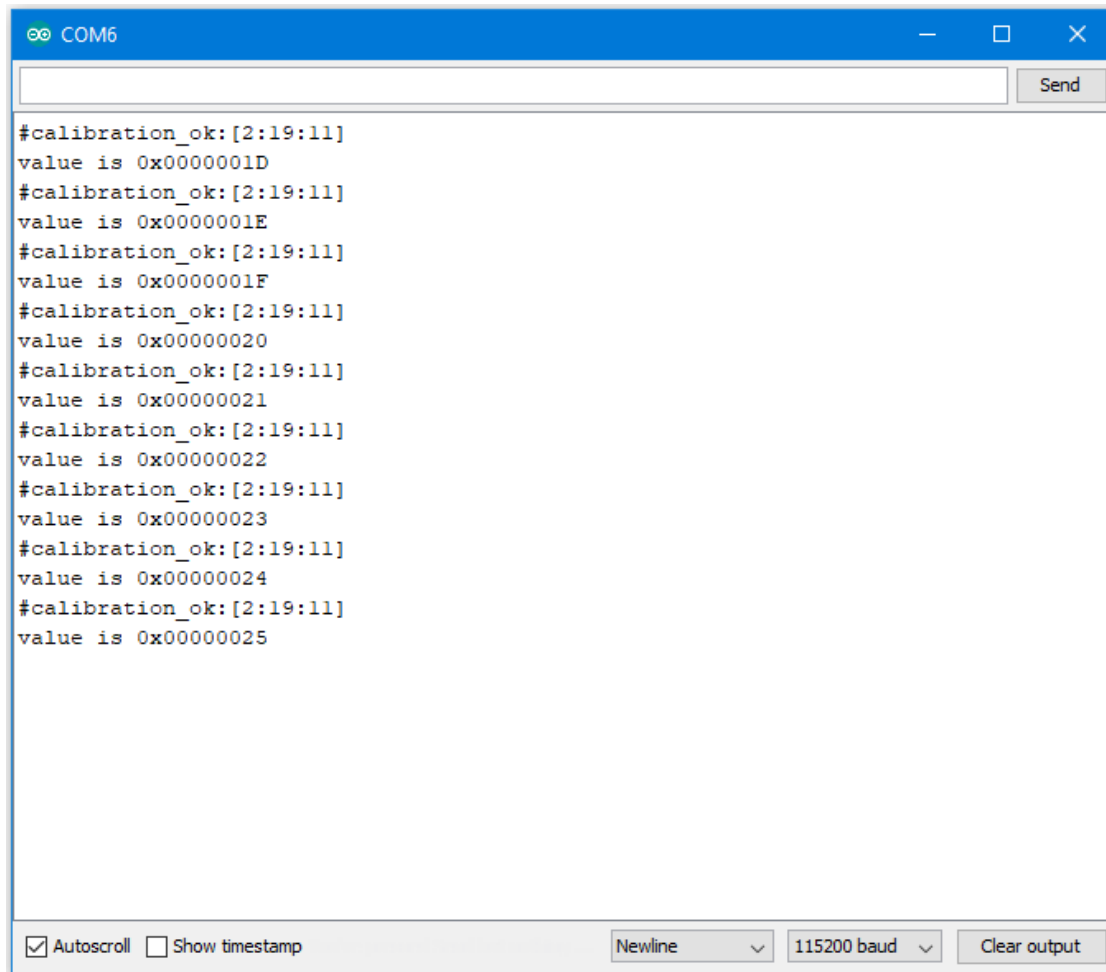 COM6
Send
#calibration_ok:[2:19:11]
value is 0x0000001D
#calibration_ok:[2:19:11]
value is 0x0000001E
#calibration_ok:[2:19:11]
value is 0x0000001F
#calibration_ok:[2:19:11]
value is 0x00000020
#calibration_ok:[2:19:11]
value is 0x00000021
#calibration_ok:[2:19:11]
value is 0x00000022
#calibration_ok:[2:19:11]
value is 0x00000023
#calibration_ok:[2:19:11]
value is 0x00000024
#calibration_ok:[2:19:11]
value is 0x00000025
Autoscroll Show timestamp Newline 115200 baud Clear output